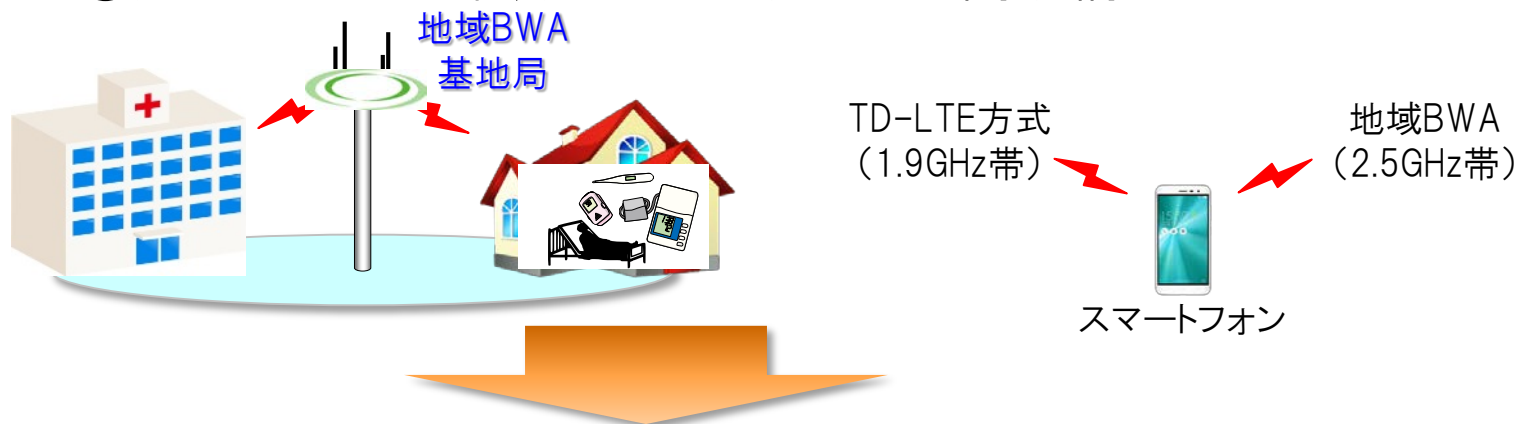 地域BWA
基地局
TD-LTE方式
（1.9GHz帯）
地域BWA
（2.5GHz帯）
スマートフォン